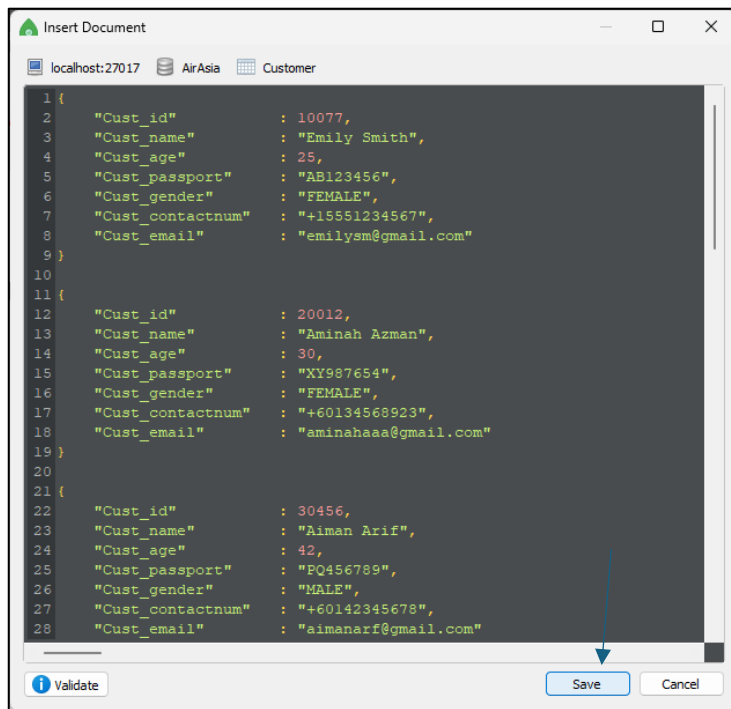 Insert Document
localhost:27017 AirAsia Customer
1 {
2 "Cust_id" : 10077,
3 "Cust_name" : "Emily Smith",
4 "Cust_age" : 25,
5 "Cust_passport" : "AB123456",
6 "Cust_gender" : "FEMALE",
7 "Cust_contactnum" : "+15551234567",
8 "Cust_email" : "emilysm@gmail.com"
9 }
10
11 {
12 "Cust_id" : 20012,
13 "Cust_name" : "Aminah Azman",
14 "Cust_age" : 30,
15 "Cust_passport" : "XY987654",
16 "Cust_gender" : "FEMALE",
17 "Cust_contactnum" : "+60134568923",
18 "Cust_email" : "aminahaaa@gmail.com"
19 }
20
21 {
22 "Cust_id" : 30456,
23 "Cust_name" : "Aiman Arif",
24 "Cust_age" : 42,
25 "Cust_passport" : "PQ456789",
26 "Cust_gender" : "MALE",
27 "Cust_contactnum" : "+60142345678",
28 "Cust_email" : "aimanarf@gmail.com"
Validate Save Cancel